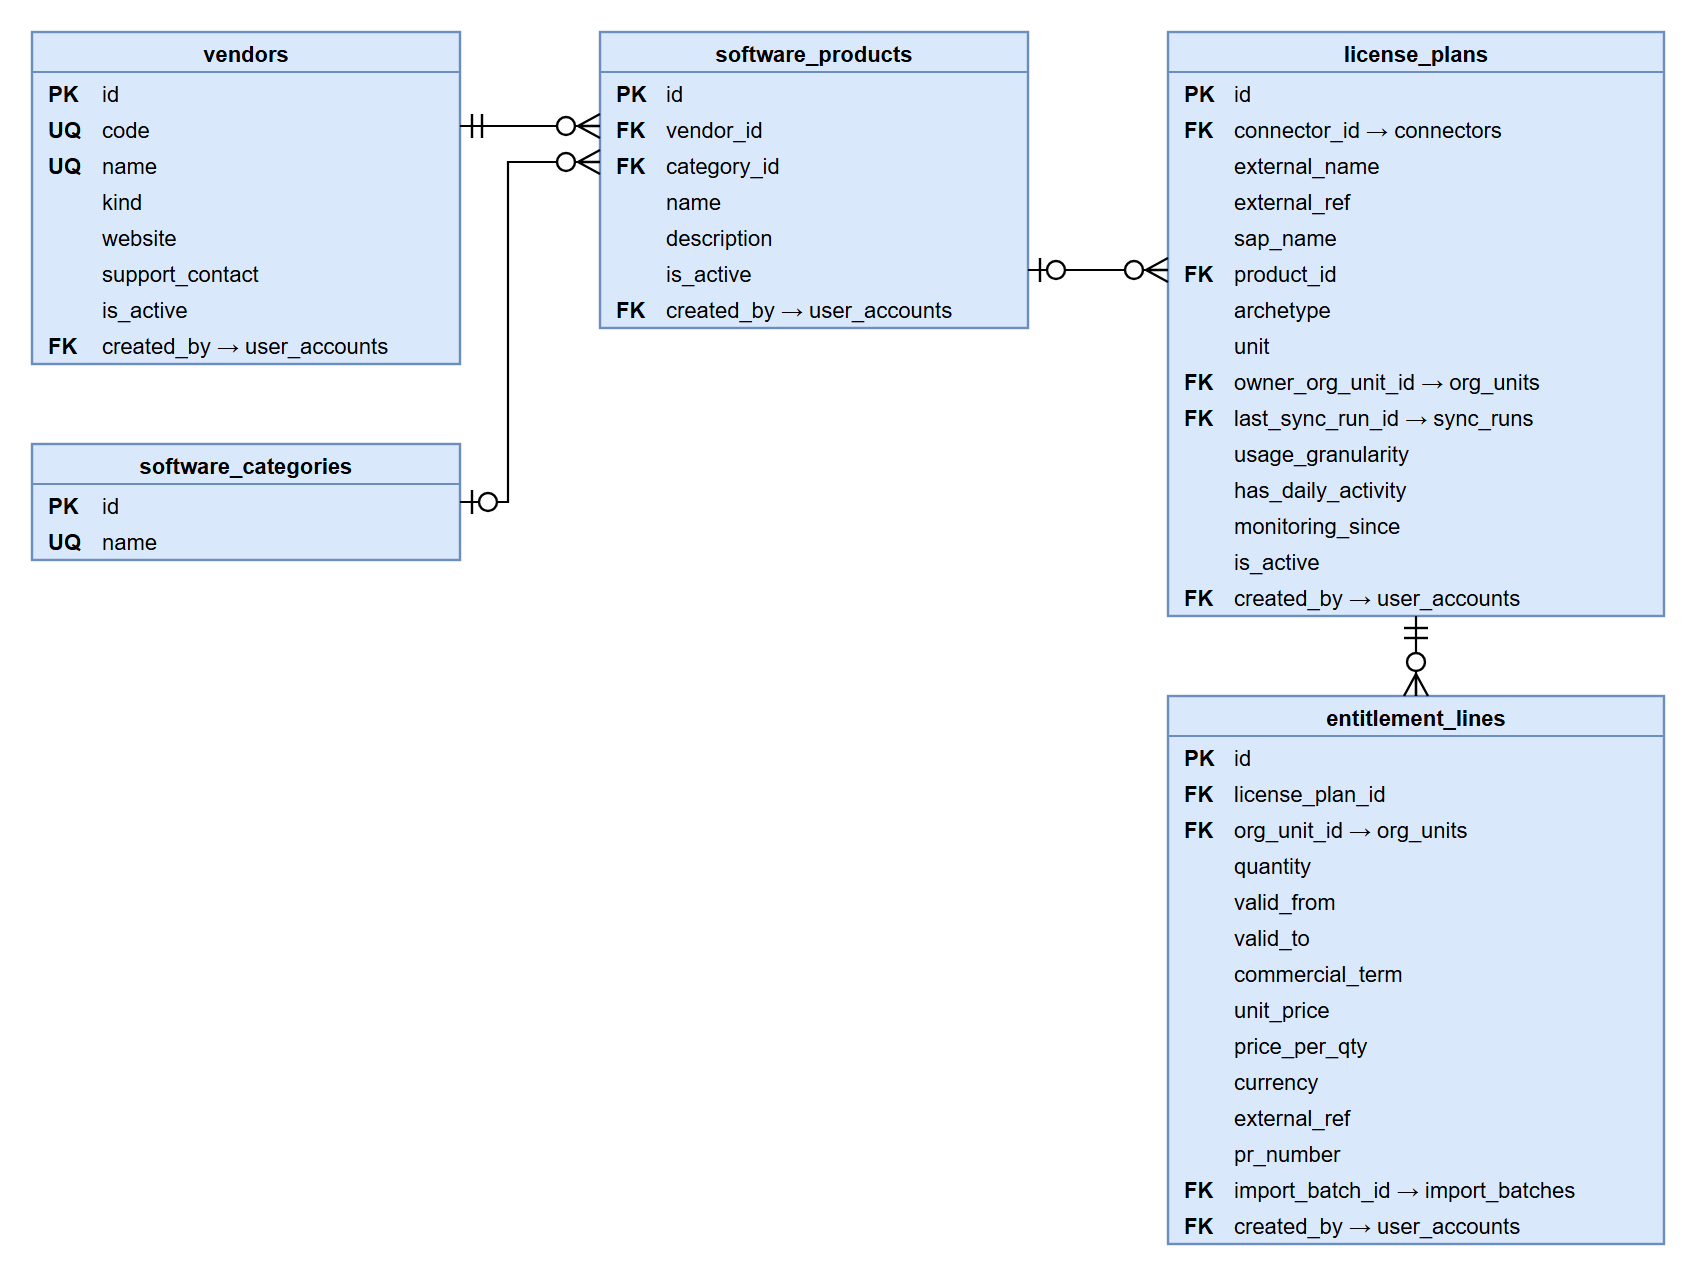 vendors
PK id
UQ code
UQ name
kind
website
support_contact
is_active
FK created_by → user_accounts
software_categories
PK id
UQ name
software_products
PK id
FK vendor_id
FK category_id
name
description
is_active
FK created_by → user_accounts
license_plans
PK id
FK connector_id → connectors
external_name
external_ref
sap_name
FK product_id
archetype
unit
FK owner_org_unit_id → org_units
FK last_sync_run_id → sync_runs
usage_granularity
has_daily_activity
monitoring_since
is_active
FK created_by → user_accounts
entitlement_lines
PK id
FK license_plan_id
FK org_unit_id → org_units
quantity
valid_from
valid_to
commercial_term
unit_price
price_per_qty
currency
external_ref
pr_number
FK import_batch_id → import_batches
FK created_by → user_accounts